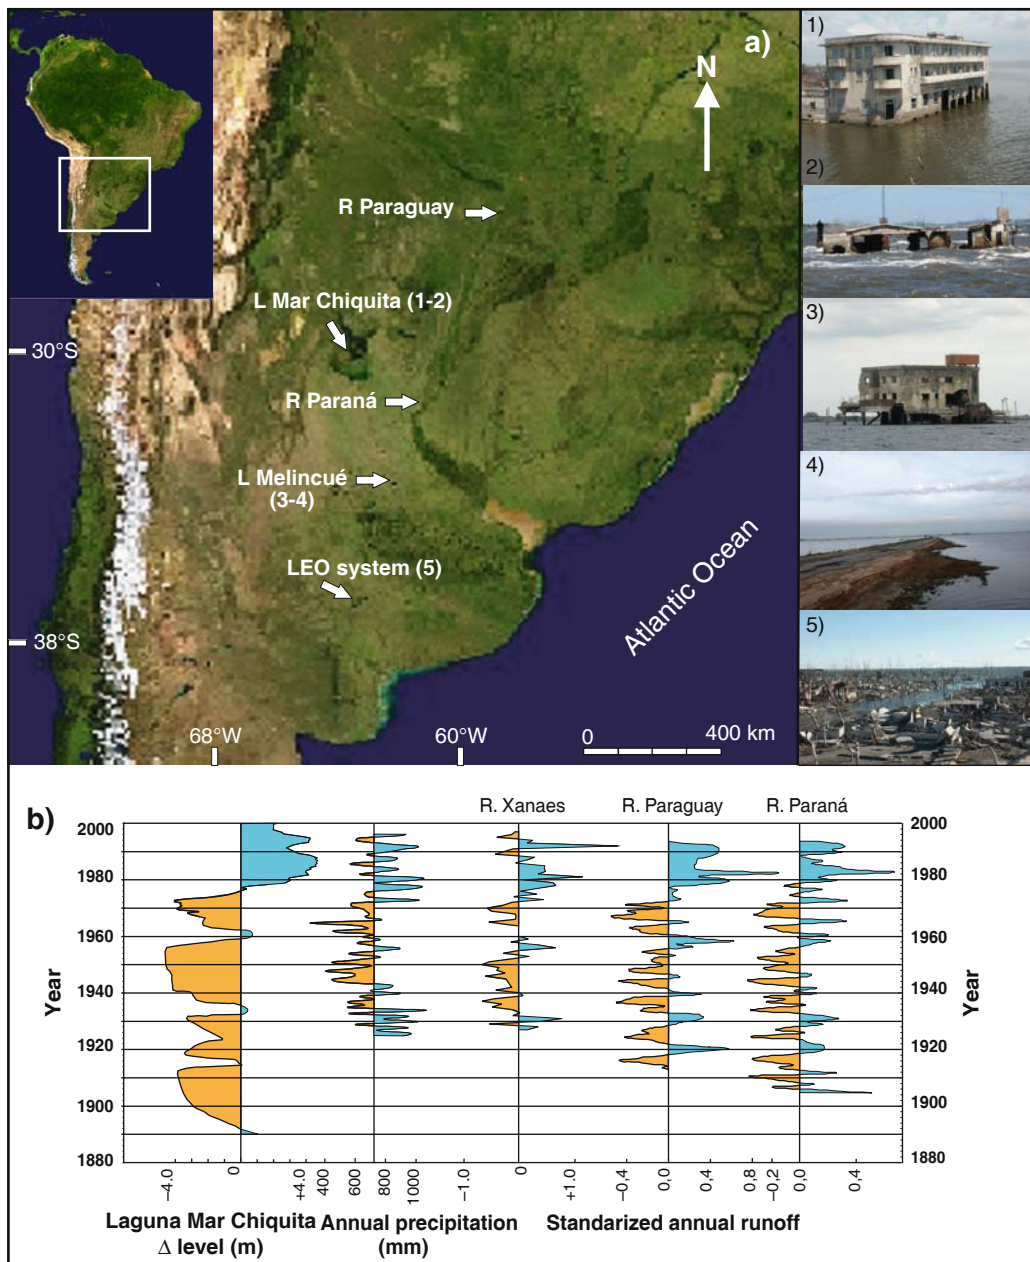 a)
N
R Paraguay
L Mar Chiquita (1-2)
30°S
R Paraná
L Melincué
(3-4)
LEO system (5)
38°S
Atlantic Ocean
68°W
60°W
0
400 km
1)
2)
3)
4)
5)
b)
R. Xanaes
R. Paraguay
R. Paraná
2000
1980
1960
1940
1920
1900
1880
Year
2000
1980
1960
1940
1920
1900
1880
Year
−4.0
0
+4.0
400
600
800
1000
−1.0
0
+1.0
−0,4
0,0
0,4
0,8
−0,2
0,0
0,4
Laguna Mar Chiquita
Δ level (m)
Annual precipitation
(mm)
Standarized annual runoff